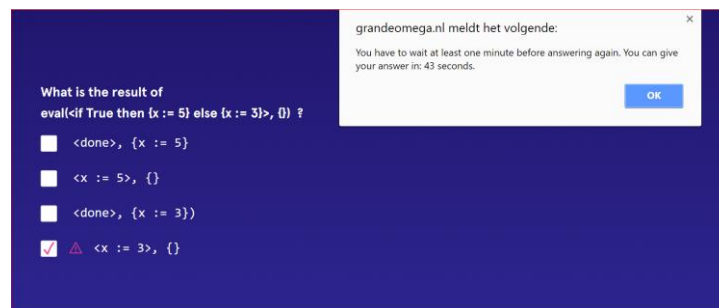 grandeomega.nl meldt het volgende:
You have to wait at least one minute before answering again. You can give
your answer in: 43 seconds.
OK
What is the result of
eval(<if True then {x := 5} else {x := 3}>, {}) ?
<done>, {x := 5}
<x := 5>, {}
<done>, {x := 3})
<x := 3>, {}